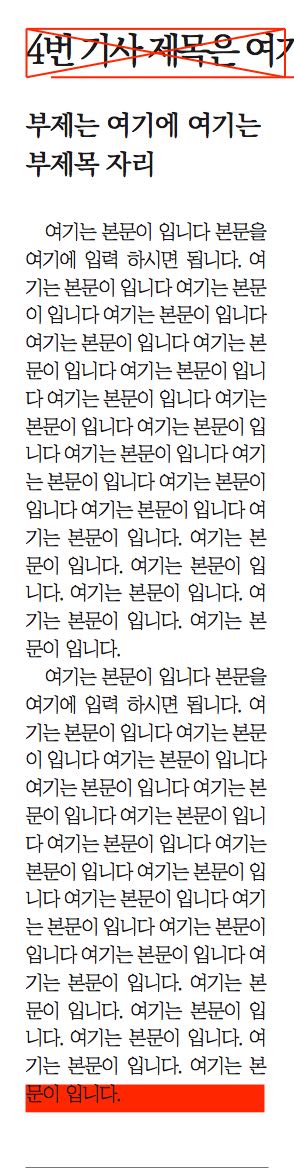 4번 기사 제목은 여기
부제는 여기에 여기는
부제목 자리
여기는 본문이 입니다 본문을
여기에 입력 하시면 됩니다. 여
기는 본문이 입니다 여기는 본문
이 입니다 여기는 본문이 입니다
여기는 본문이 입니다 여기는 본
문이 입니다 여기는 본문이 입니
다 여기는 본문이 입니다 여기는
본문이 입니다 여기는 본문이 입
니다 여기는 본문이 입니다 여기
는 본문이 입니다 여기는 본문이
입니다 여기는 본문이 입니다 여
기는 본문이 입니다. 여기는 본
문이 입니다. 여기는 본문이 입
니다. 여기는 본문이 입니다. 여
기는 본문이 입니다. 여기는 본
문이 입니다.
여기는 본문이 입니다 본문을
여기에 입력 하시면 됩니다. 여
기는 본문이 입니다 여기는 본문
이 입니다 여기는 본문이 입니다
여기는 본문이 입니다 여기는 본
문이 입니다 여기는 본문이 입니
다 여기는 본문이 입니다 여기는
본문이 입니다 여기는 본문이 입
니다 여기는 본문이 입니다 여기
는 본문이 입니다 여기는 본문이
입니다 여기는 본문이 입니다 여
기는 본문이 입니다. 여기는 본
문이 입니다. 여기는 본문이 입
니다. 여기는 본문이 입니다. 여
기는 본문이 입니다. 여기는 본
문이 입니다.